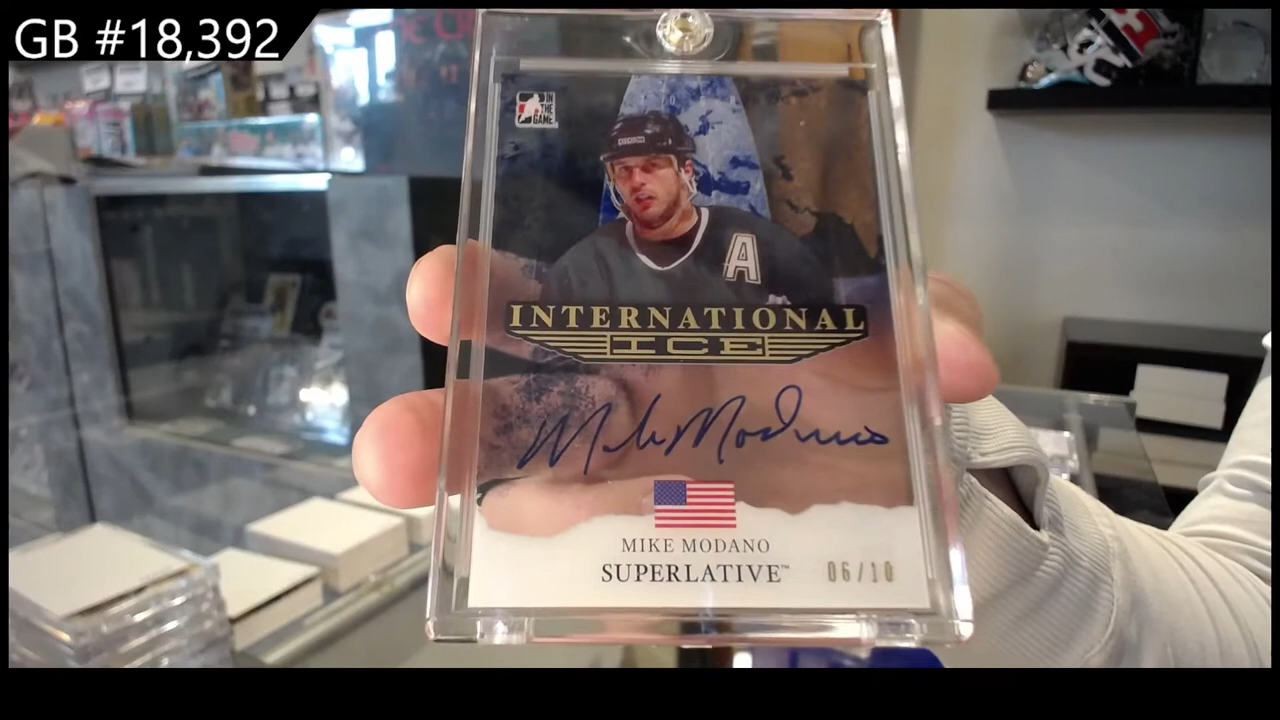 GB #18,392
IN
THE
GAME
A
INTERNATIONAL
ICE
Mike Modano
MIKE MODANO
SUPERLATIVE™
06/10